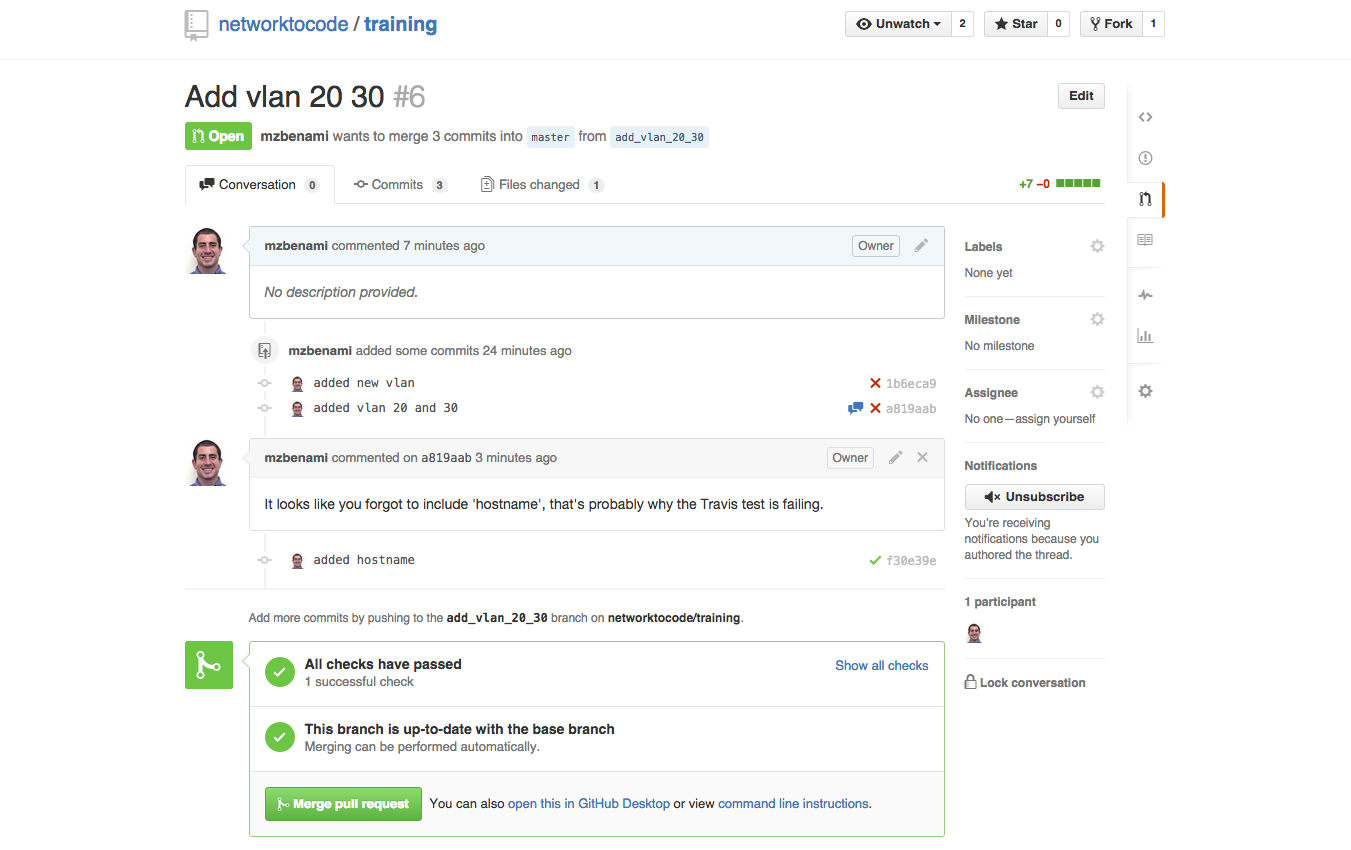 networktocode / training
Unwatch 2
Star 0
Fork 1
Add vlan 20 30 #6
Edit
Open mzbenami wants to merge 3 commits into master from add_vlan_20_30
Conversation 0 Commits 3 Files changed 1 +7 −0
mzbenami commented 7 minutes ago Owner
No description provided.
mzbenami added some commits 24 minutes ago
added new vlan 1b6eca9
added vlan 20 and 30 a819aab
mzbenami commented on a819aab 3 minutes ago Owner
It looks like you forgot to include 'hostname', that's probably why the Travis test is failing.
added hostname f30e39e
Add more commits by pushing to the add_vlan_20_30 branch on networktocode/training.
All checks have passed
1 successful check
Show all checks
This branch is up-to-date with the base branch
Merging can be performed automatically.
Merge pull request You can also open this in GitHub Desktop or view command line instructions.
Labels
None yet
Milestone
No milestone
Assignee
No one—assign yourself
Notifications
Unsubscribe
You're receiving
notifications because you
authored the thread.
1 participant
Lock conversation